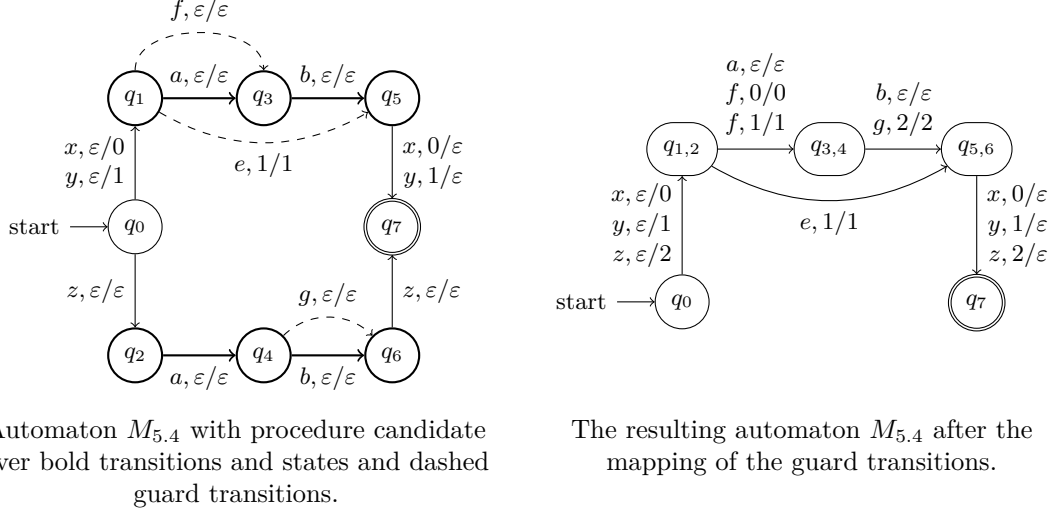 f, ε/ε
q1
a, ε/ε
q3
b, ε/ε
q5
x, ε/0
y, ε/1
e, 1/1
x, 0/ε
y, 1/ε
start
q0
q7
z, ε/ε
g, ε/ε
z, ε/ε
q2
a, ε/ε
q4
b, ε/ε
q6
Automaton M5.4 with procedure candidate
over bold transitions and states and dashed
guard transitions.
a, ε/ε
f, 0/0
f, 1/1
b, ε/ε
g, 2/2
q1,2
q3,4
q5,6
x, ε/0
y, ε/1
z, ε/2
e, 1/1
x, 0/ε
y, 1/ε
z, 2/ε
start
q0
q7
The resulting automaton M5.4 after the
mapping of the guard transitions.